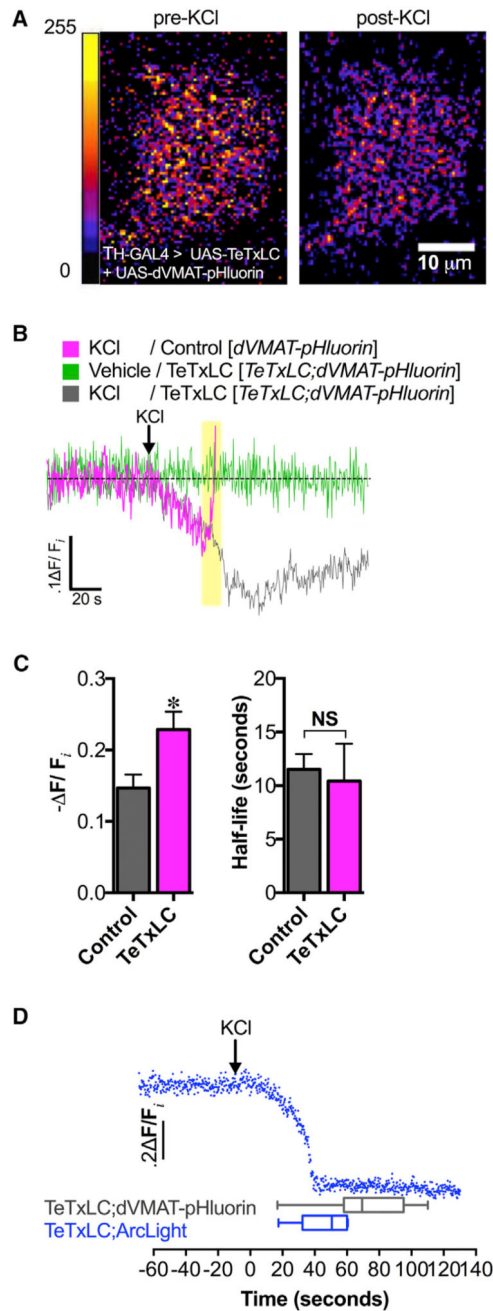 A
pre-KCl
post-KCl
255
0
TH-GAL4 > UAS-TeTxLC
+ UAS-dVMAT-pHluorin
10 μm
B
KCl / Control [dVMAT-pHluorin]
Vehicle / TeTxLC [TeTxLC;dVMAT-pHluorin]
KCl / TeTxLC [TeTxLC;dVMAT-pHluorin]
KCl
.1ΔF/ Fi
20 s
C
-ΔF/ Fi
0.3
0.2
0.1
0.0
*
Control
TeTxLC
Half-life (seconds)
20
15
10
5
0
NS
Control
TeTxLC
D
KCl
.2ΔF/Fi
TeTxLC;dVMAT-pHluorin
TeTxLC;ArcLight
-60 -40 -20 0 20 40 60 80 100 120 140
Time (seconds)